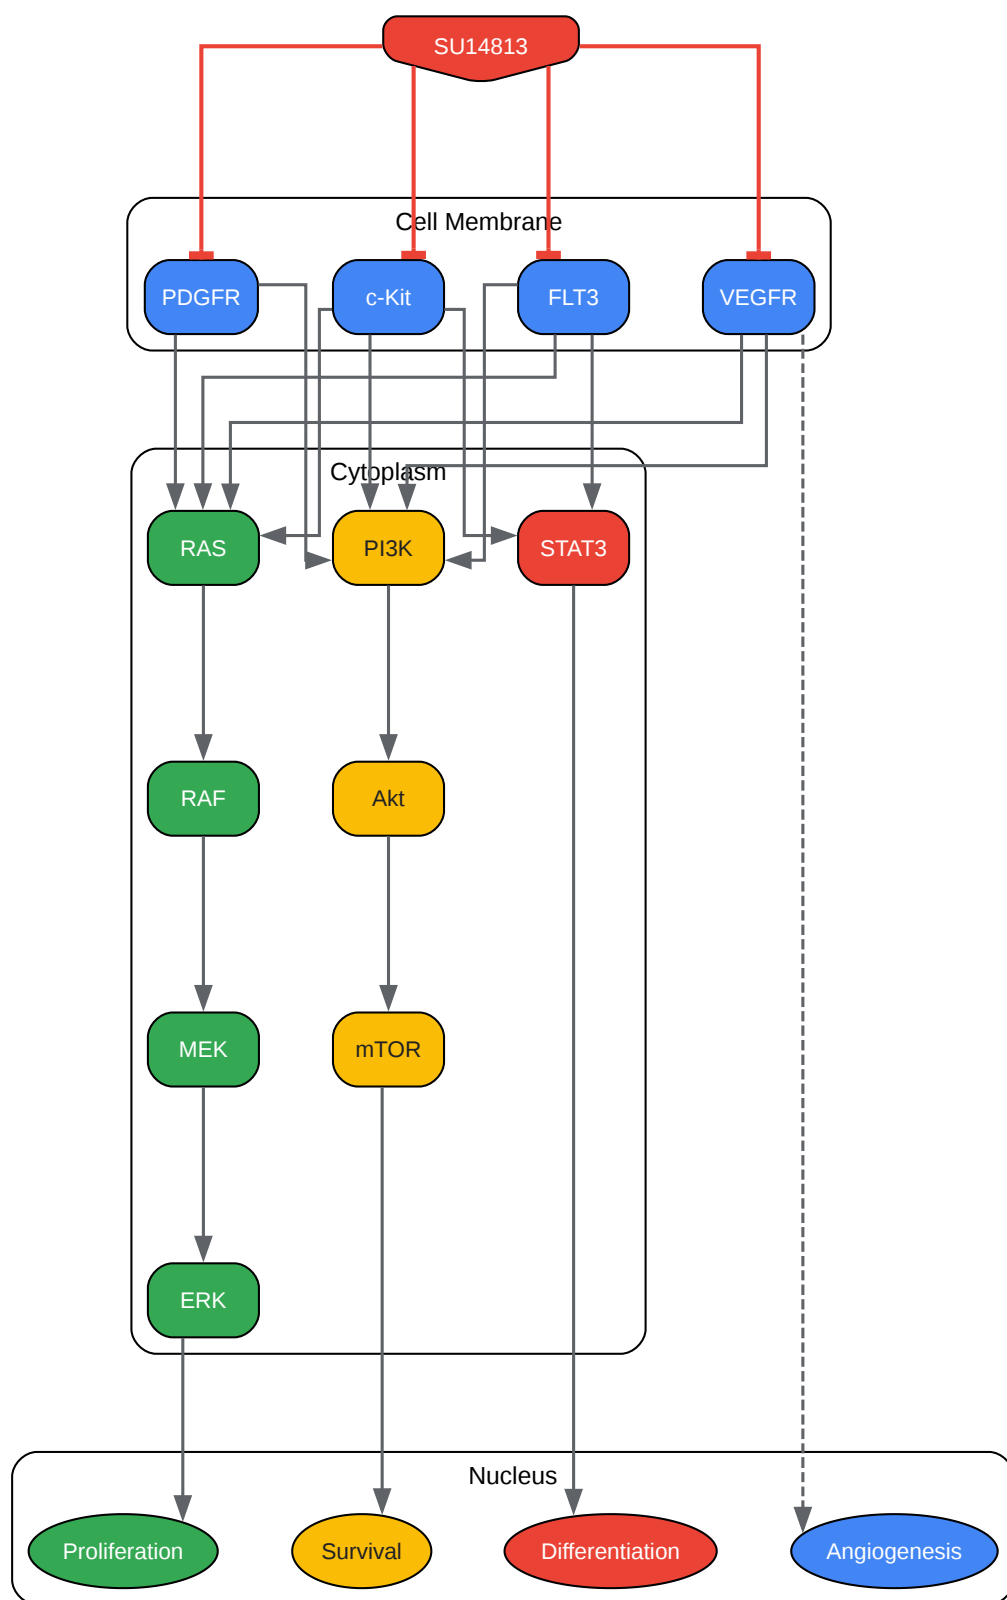 SU14813
Cell Membrane
PDGFR
c-Kit
FLT3
VEGFR
Cytoplasm
RAS
PI3K
STAT3
RAF
Akt
MEK
mTOR
ERK
Nucleus
Proliferation
Survival
Differentiation
Angiogenesis